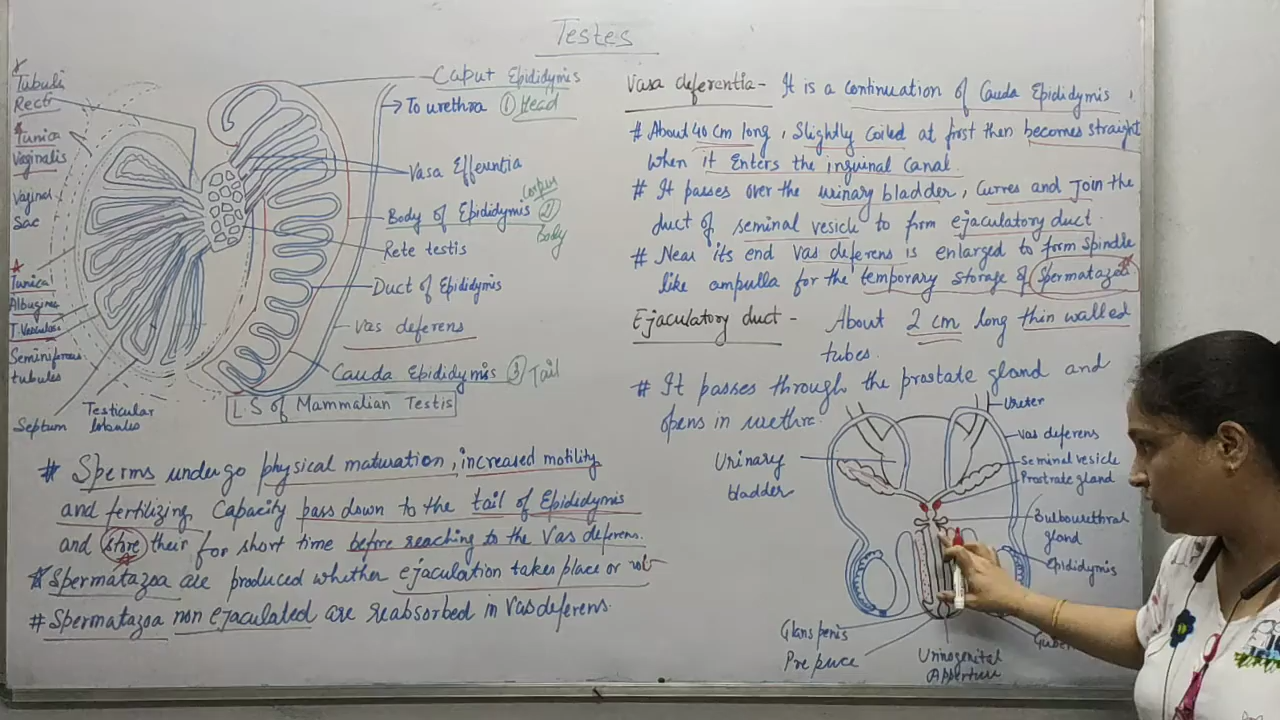 Testes
Tubuli
Recti
Tunica
Vaginalis
Vaginal
Sac
Tunica
Albuginea
T. Vasculosa
Seminiferous
tubules
Septum
Testicular
lobules
Caput Epididymis
To urethra ① Head
Vasa Efferentia
Corpus
Body of Epididymis ②
Body
Rete testis
Duct of Epididymis
Vas deferens
Cauda Epididymis ③ Tail
L.S of Mammalian Testis
# Sperms undergo physical maturation, increased motility
and fertilizing capacity pass down to the tail of Epididymis
and store their for short time before reaching to the Vas deferens.
* Spermatazoa are produced whether ejaculation takes place or not
# Spermatazoa non ejaculated are reabsorbed in Vas deferens.
Vasa deferentia - It is a continuation of Cauda Epididymis.
# About 40 cm long, Slightly coiled at first then becomes straight
when it Enters the inguinal Canal.
# It passes over the urinary bladder, Curves and Join the
duct of seminal vesicle to form ejaculatory duct.
# Near its end vas deferens is enlarged to form Spindle
like ampulla for the temporary storage of Spermatazoa
Ejaculatory duct - About 2 cm long thin walled
tubes.
# It passes through the prostate gland and
opens in urethra.
Ureter
Vas deferens
Seminal vesicle
Prostrate gland
Bulbourethral
gland
Epididymis
Urinary
bladder
Glans penis
Prepuce
Urinogenital
Apperture